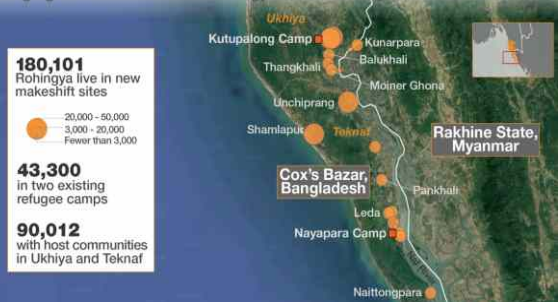 180,101
Rohingya live in new
makeshift sites
20,000 - 50,000
3,000 - 20,000
Fewer than 3,000
43,300
in two existing
refugee camps
90,012
with host communities
in Ukhiya and Teknaf
Ukhiya
Kutupalong Camp
Kunarpara
Balukhali
Thangkhali
Moiner Ghona
Unchiprang
Shamlapur
Teknaf
Rakhine State,
Myanmar
Cox's Bazar,
Bangladesh
Pankhali
Leda
Nayapara Camp
Naittongpara